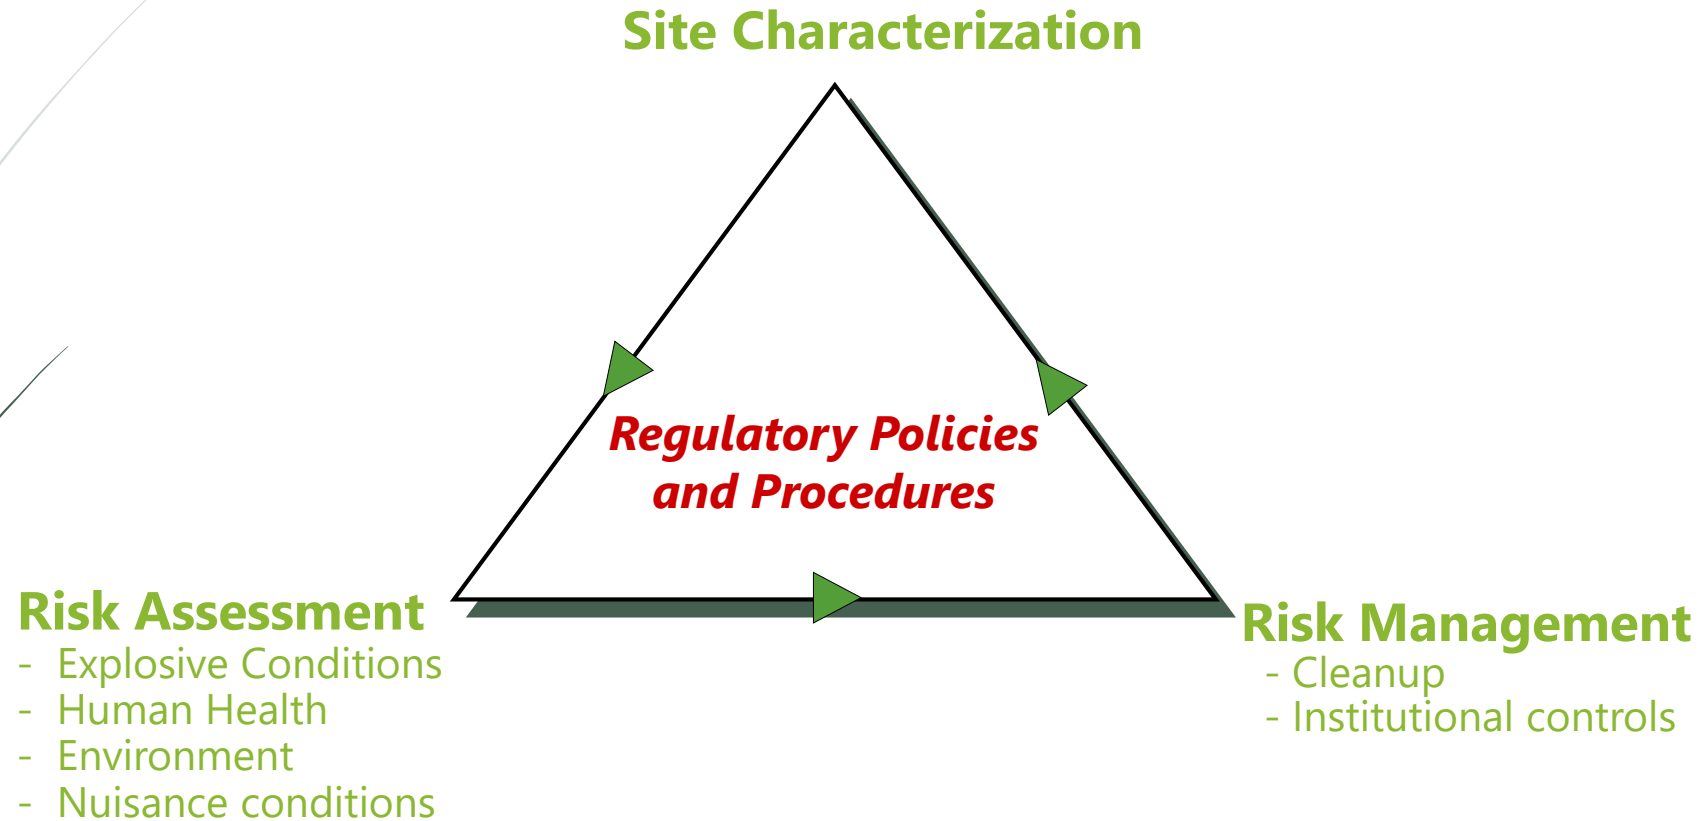 Site Characterization
Regulatory Policies
and Procedures
Risk Assessment
- Explosive Conditions
- Human Health
- Environment
- Nuisance conditions
Risk Management
- Cleanup
- Institutional controls